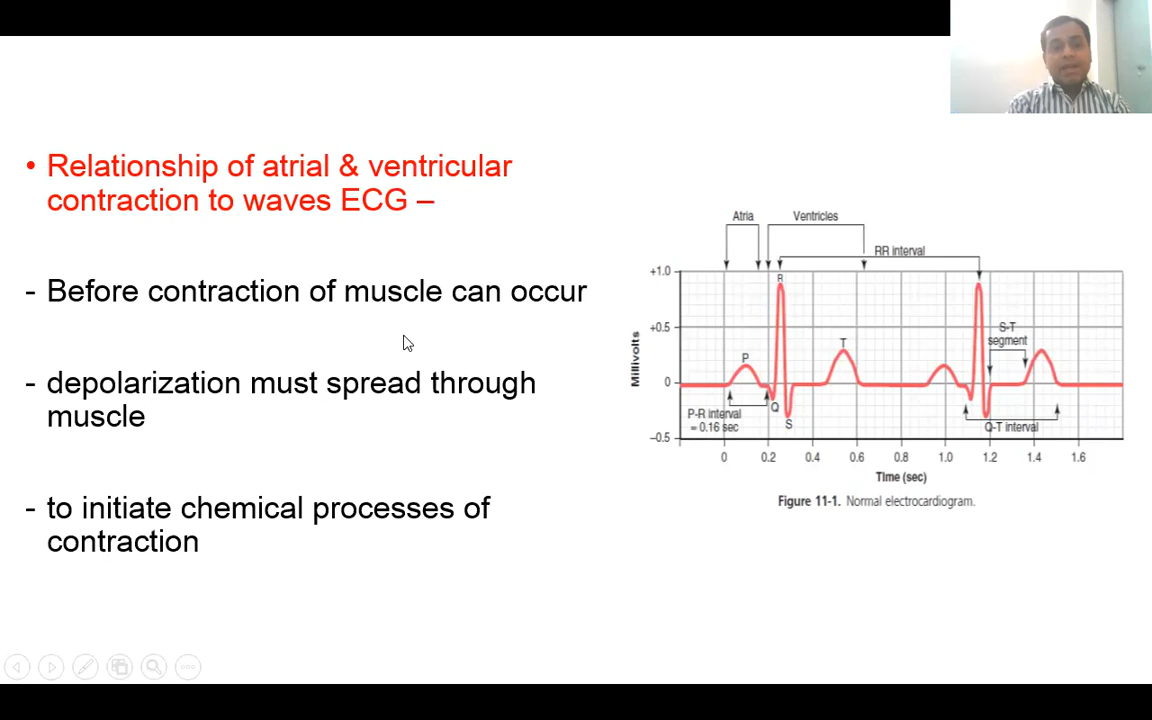 • Relationship of atrial & ventricular
contraction to waves ECG –
- Before contraction of muscle can occur
- depolarization must spread through
muscle
- to initiate chemical processes of
contraction
Atria
Ventricles
RR interval
+1.0
R
+0.5
S-T
segment
Millivolts
P
T
0
Q
P-R interval
= 0.16 sec
S
Q-T interval
–0.5
0 0.2 0.4 0.6 0.8 1.0 1.2 1.4 1.6
Time (sec)
Figure 11-1. Normal electrocardiogram.